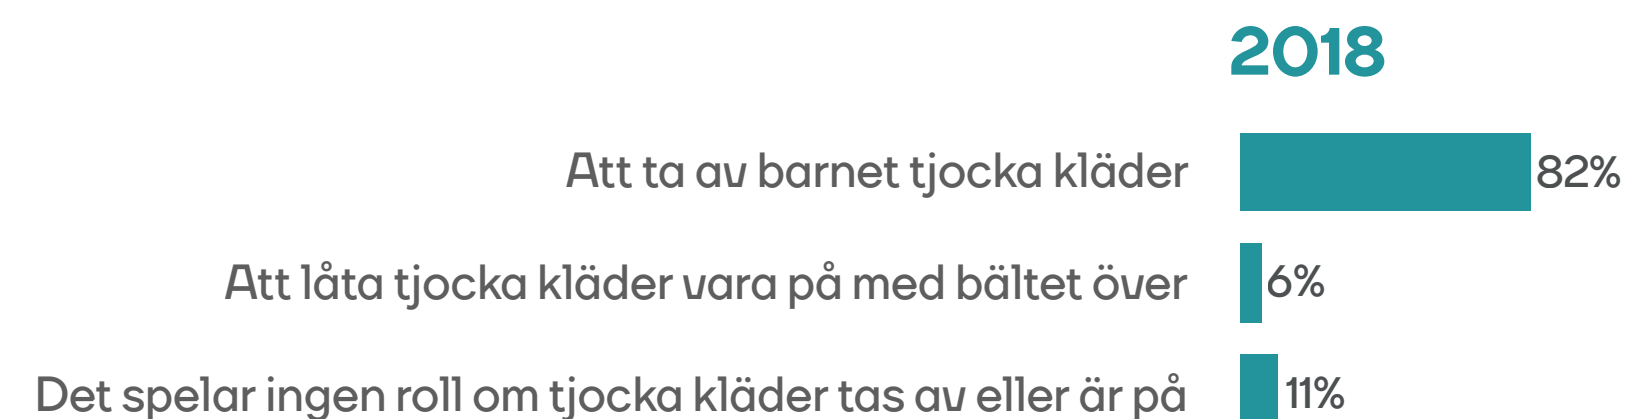 2018
Att ta av barnet tjocka kläder 82%
Att låta tjocka kläder vara på med bältet över 6%
Det spelar ingen roll om tjocka kläder tas av eller är på 11%